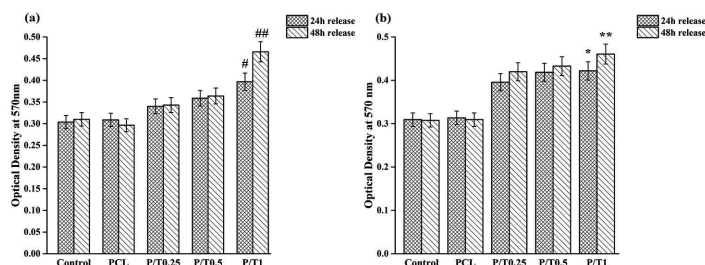 (a)
24h release
48h release
Optical Density at 570nm
0.50
0.45
0.40
0.35
0.30
0.25
0.20
0.15
0.10
0.05
0.00
#
##
Control PCL P/T0.25 P/T0.5 P/T1
(b)
24h release
48h release
Optical Density at 570 nm
0.5
0.4
0.3
0.2
0.1
0.0
*
**
Control PCL P/T0.25 P/T0.5 P/T1